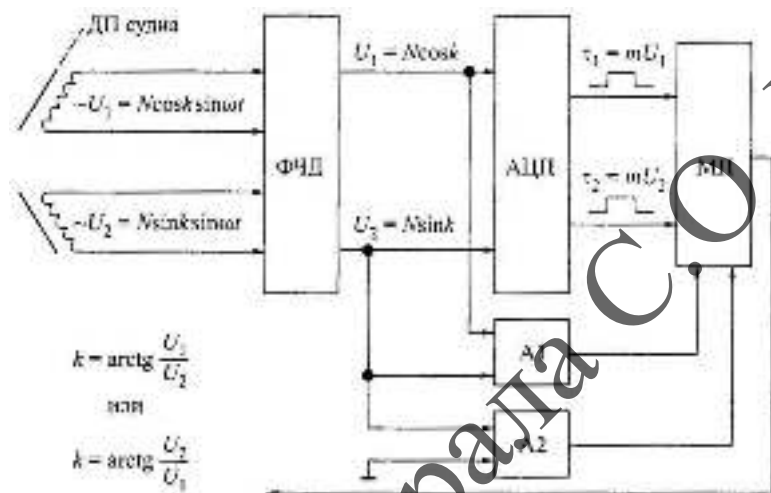 ДП судна
~U₁ = Ncosk sinωt
~U₂ = Nsink sinωt
ФЧД
U₁ = Ncosk
U₂ = Nsink
АЦП
τ₁ = mU₁
τ₂ = mU₂
МП
А1
А2
k = arctg U₁/U₂
или
k = arctg U₂/U₁
рала С.О